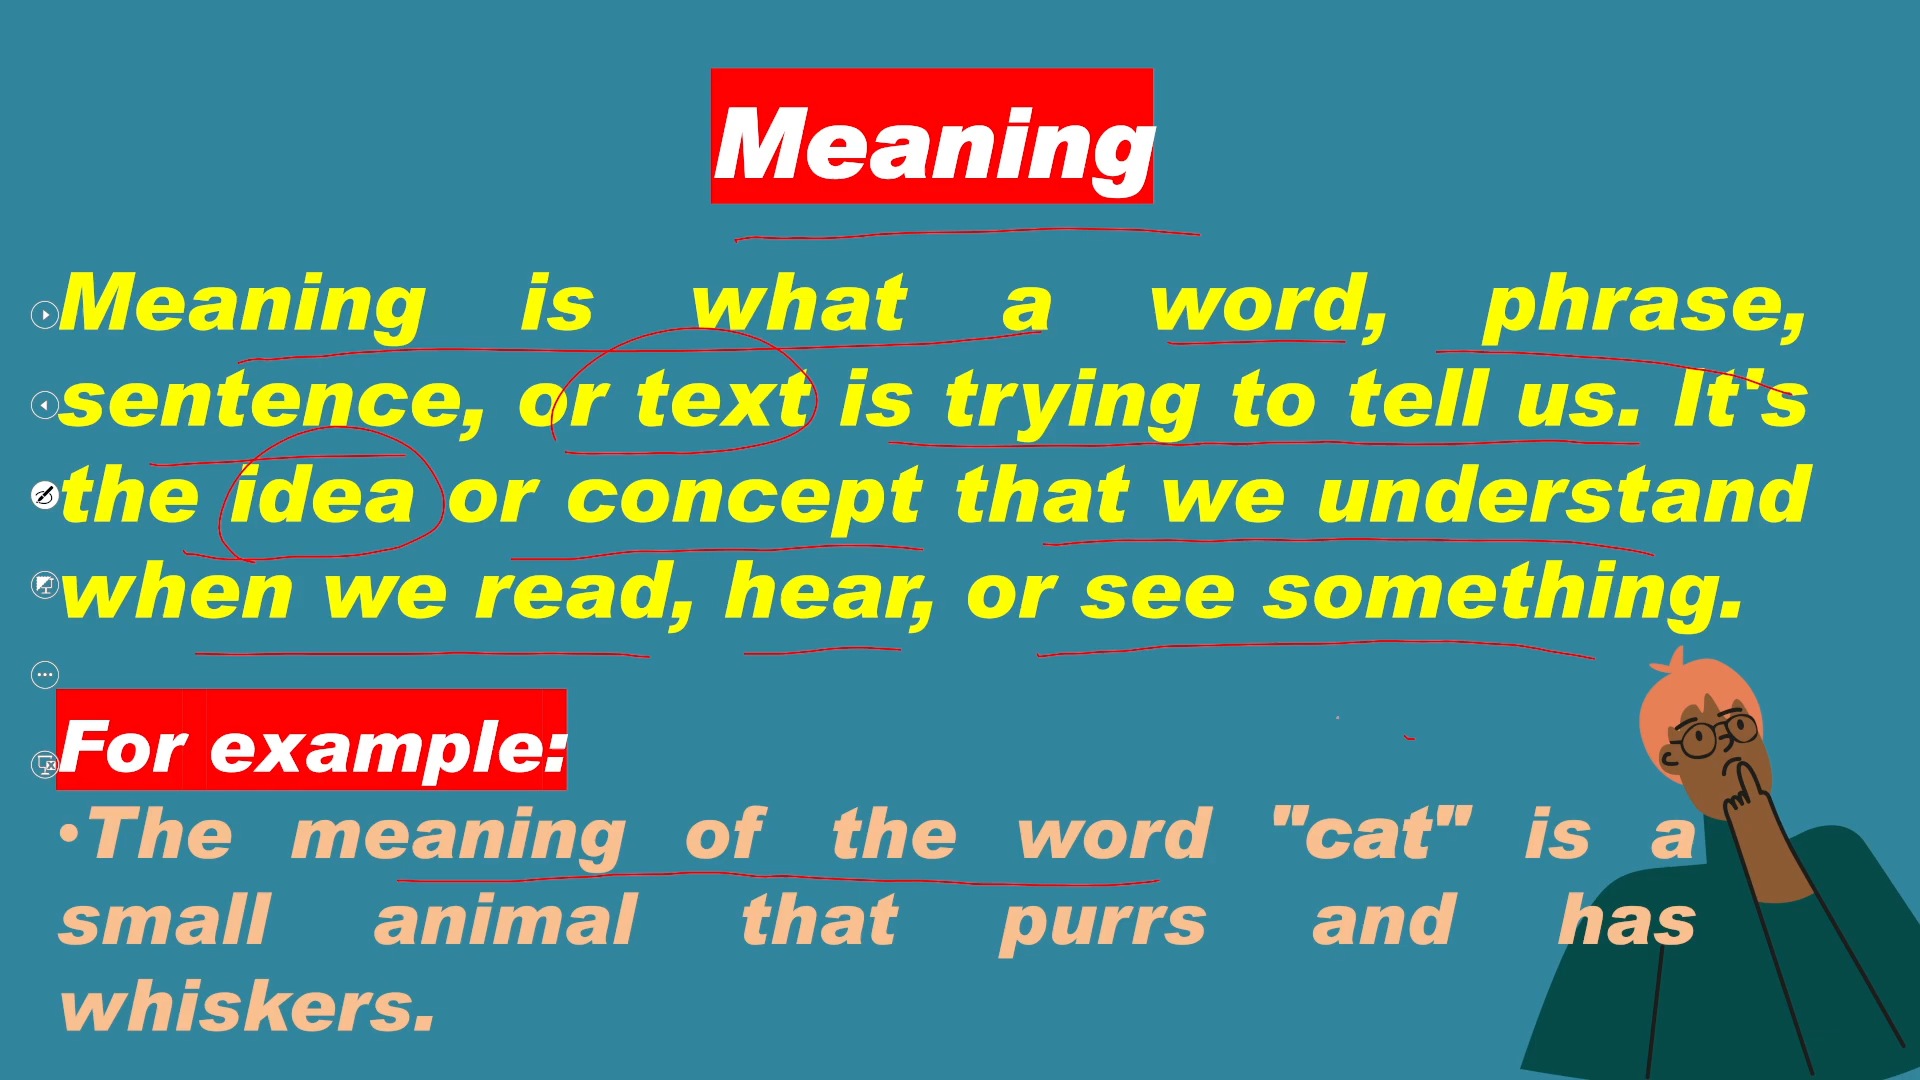 Meaning
Meaning is what a word, phrase,
sentence, or text is trying to tell us. It's
the idea or concept that we understand
when we read, hear, or see something.
For example:
•The meaning of the word "cat" is a
small animal that purrs and has
whiskers.